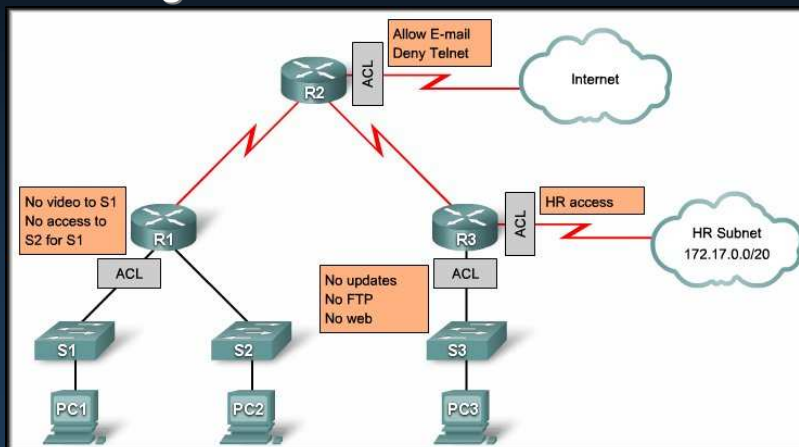 Allow E-mail
Deny Telnet
ACL
Internet
R2
No video to S1
No access to
S2 for S1
R1
ACL
R3
ACL
HR access
HR Subnet
172.17.0.0/20
ACL
No updates
No FTP
No web
S1
S2
S3
PC1
PC2
PC3